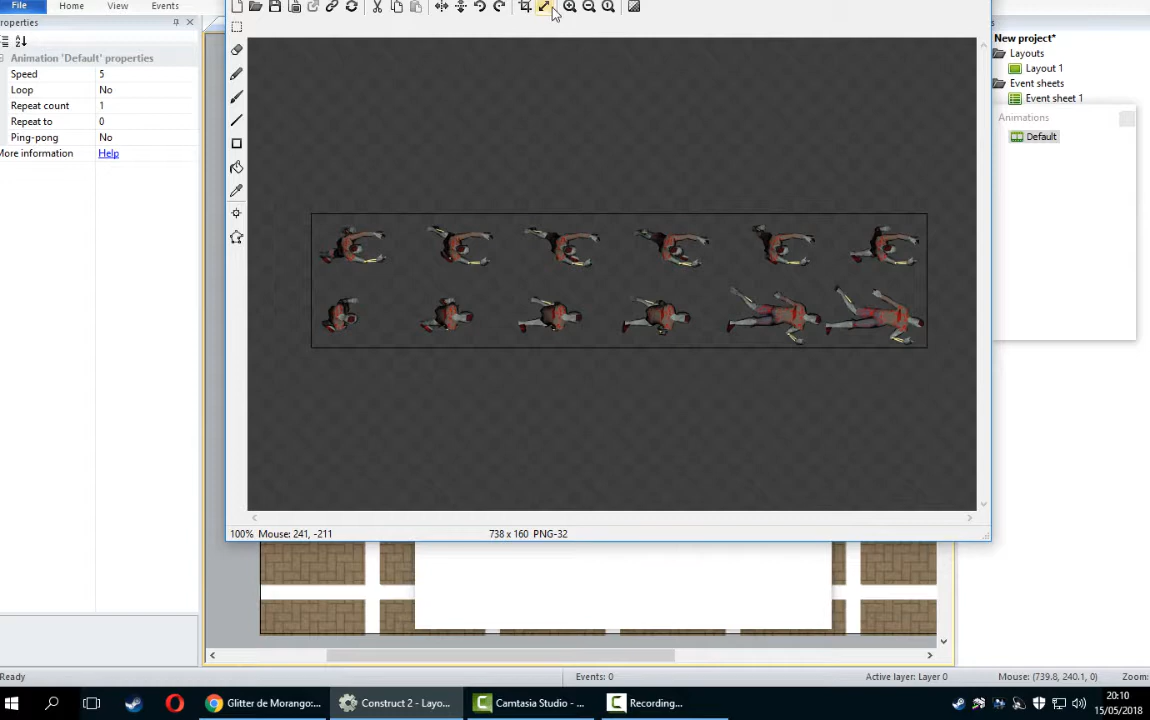 File Home View Events
roperties
New project*
Layouts
Layout 1
Event sheets
Event sheet 1
Animations
Default
Animation 'Default' properties
Speed 5
Loop No
Repeat count 1
Repeat to 0
Ping-pong No
More information Help
100% Mouse: 241, -211 738 x 160 PNG-32
Ready Events: 0 Active layer: Layer 0 Mouse: (739.8, 240.1, 0) Zoom:
Glitter de Morango:... Construct 2 - Layo... Camtasia Studio - ... Recording...
20:10
15/05/2018